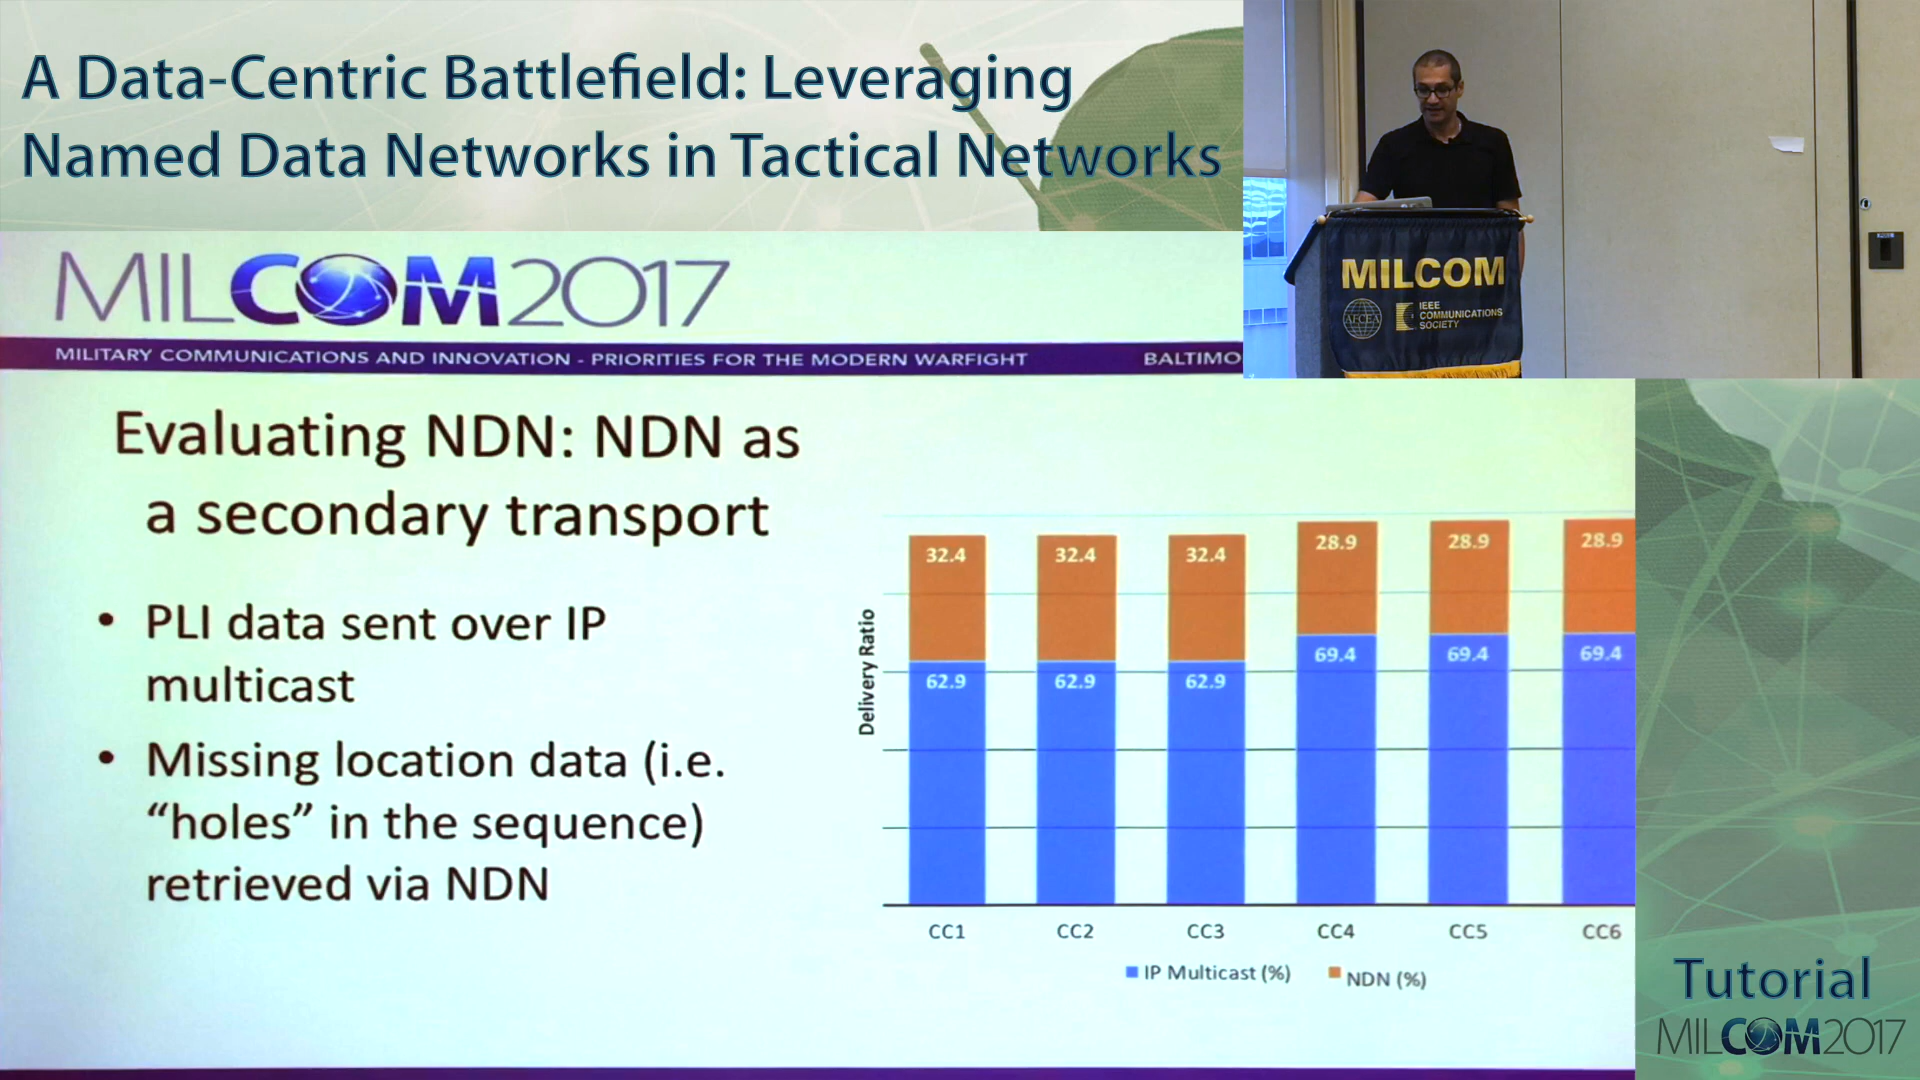 A Data-Centric Battlefield: Leveraging
Named Data Networks in Tactical Networks
MILCOM2017
MILITARY COMMUNICATIONS AND INNOVATION - PRIORITIES FOR THE MODERN WARFIGHT
BALTIMO
MILCOM
AFCEA
IEEE
COMMUNICATIONS
SOCIETY
Evaluating NDN: NDN as
a secondary transport
• PLI data sent over IP
multicast
• Missing location data (i.e.
“holes” in the sequence)
retrieved via NDN
Delivery Ratio
32.4 32.4 32.4 28.9 28.9 28.9
62.9 62.9 62.9 69.4 69.4 69.4
CC1 CC2 CC3 CC4 CC5 CC6
IP Multicast (%) NDN (%)
Tutorial
MILCOM2017